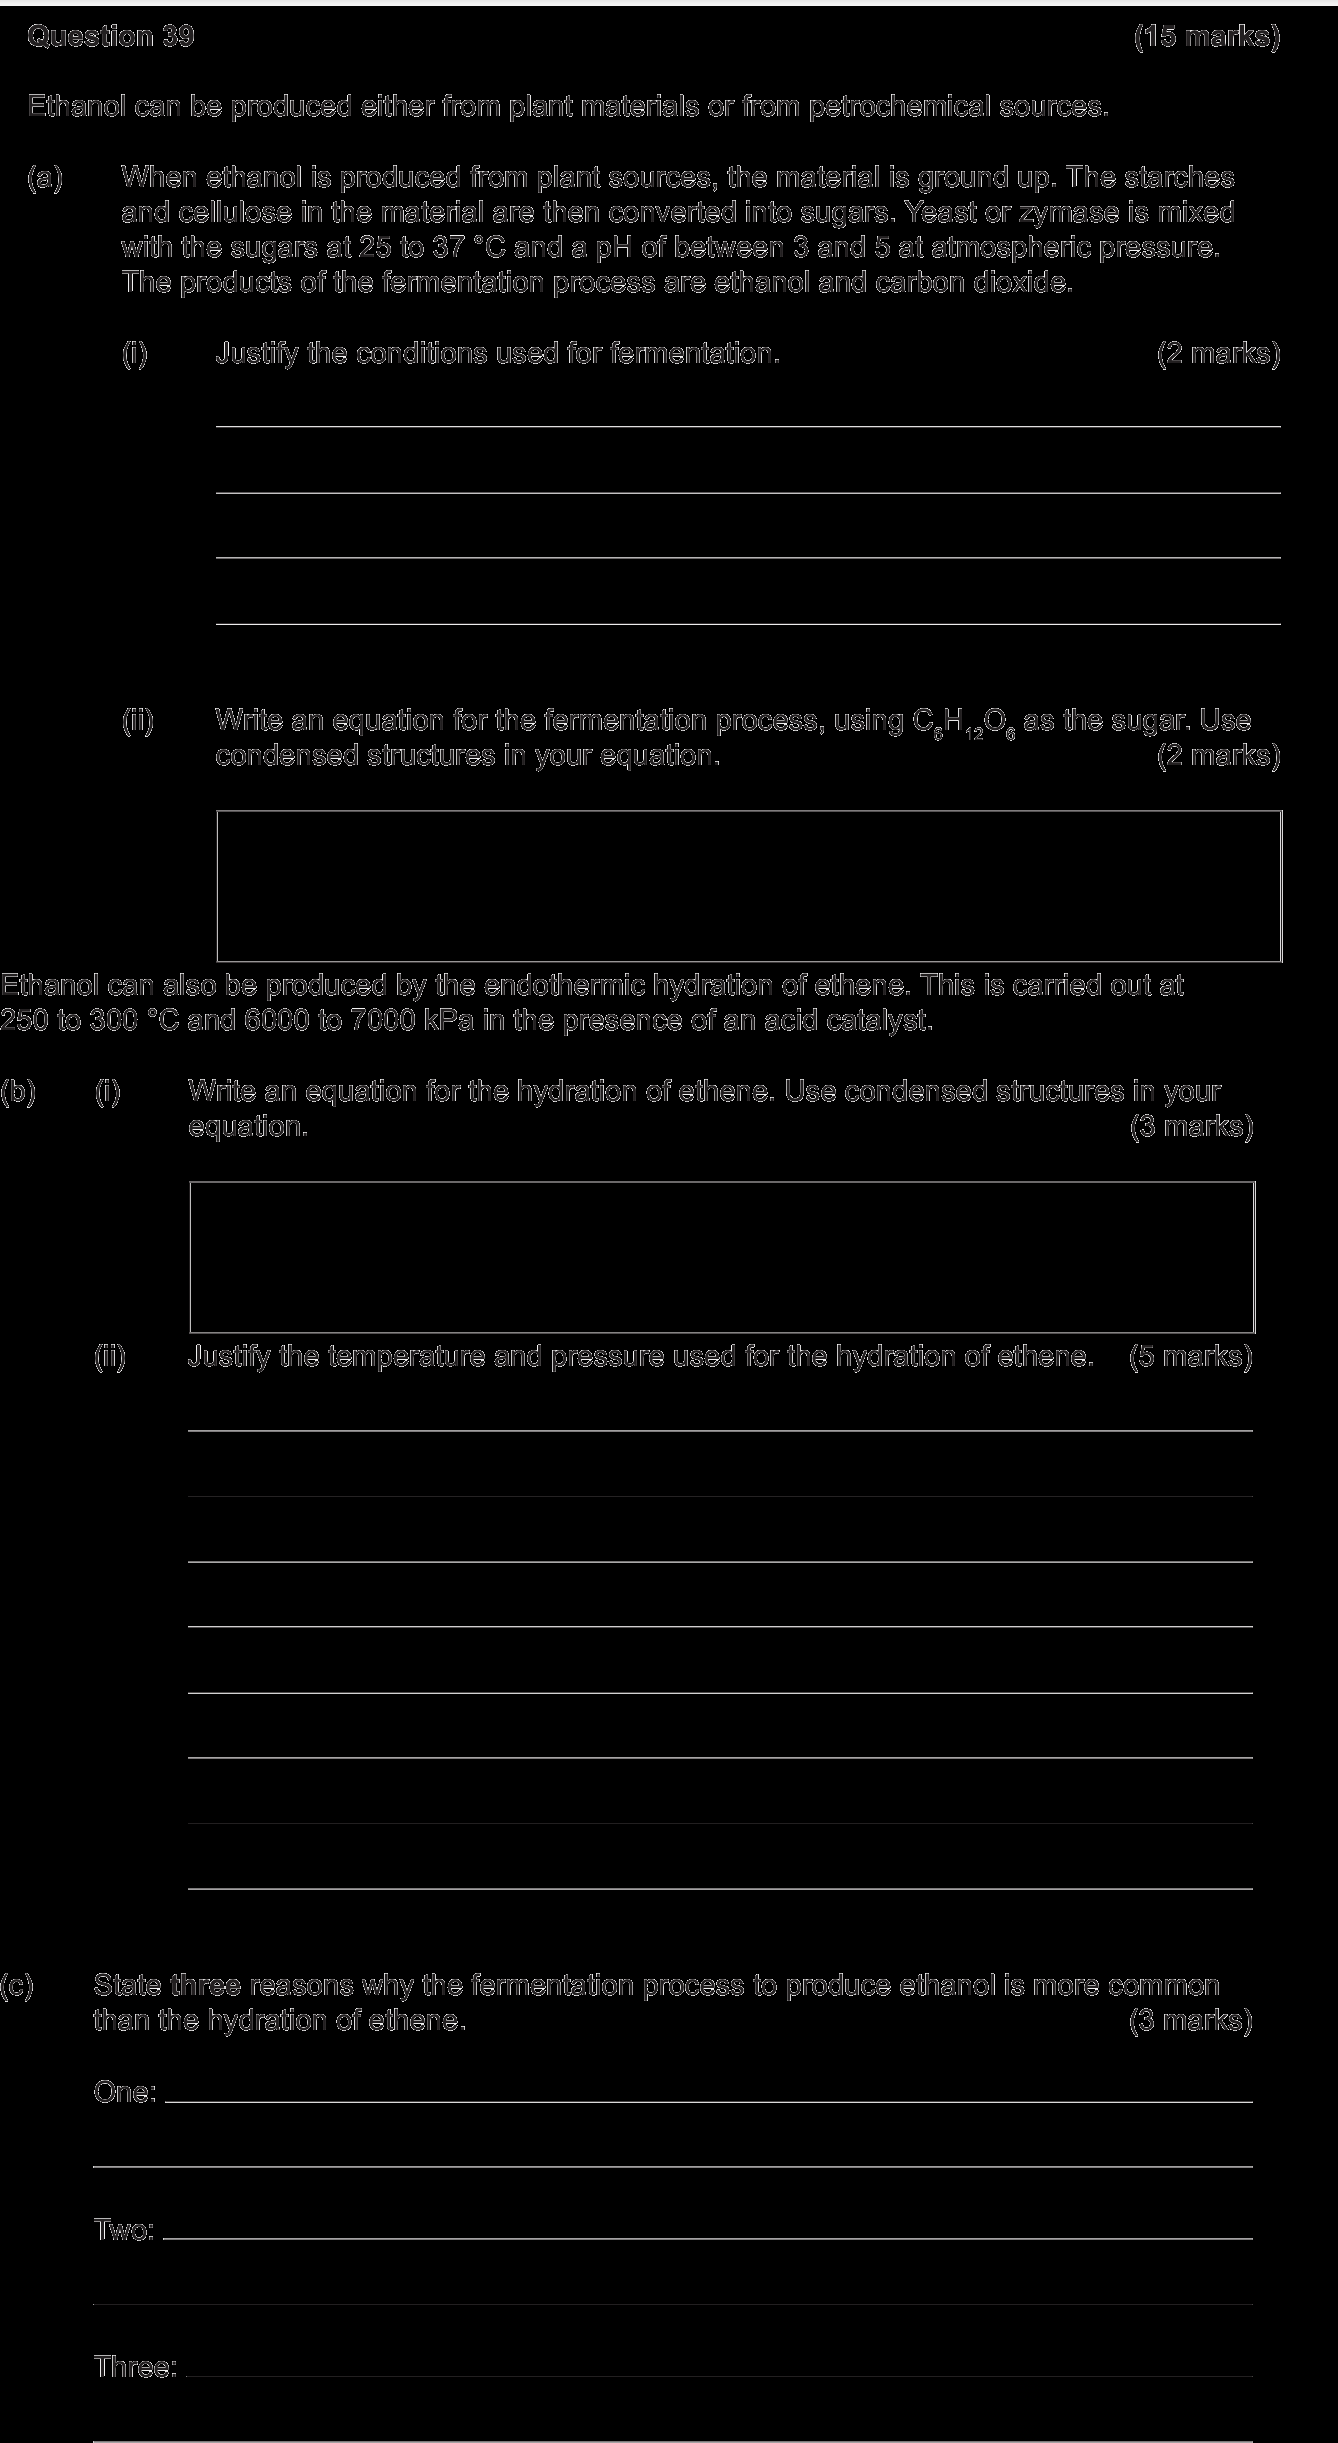 Question 39 (15 marks)
Ethanol can be produced either from plant materials or from petrochemical sources.
(a) When ethanol is produced from plant sources, the material is ground up. The starches
and cellulose in the material are then converted into sugars. Yeast or zymase is mixed
with the sugars at 25 to 37 °C and a pH of between 3 and 5 at atmospheric pressure.
The products of the fermentation process are ethanol and carbon dioxide.
(i) Justify the conditions used for fermentation. (2 marks)
(ii) Write an equation for the fermentation process, using C₆H₁₂O₆ as the sugar. Use
condensed structures in your equation. (2 marks)
Ethanol can also be produced by the endothermic hydration of ethene. This is carried out at
250 to 300 °C and 6000 to 7000 kPa in the presence of an acid catalyst.
(b) (i) Write an equation for the hydration of ethene. Use condensed structures in your
equation. (3 marks)
(ii) Justify the temperature and pressure used for the hydration of ethene. (5 marks)
(c) State three reasons why the fermentation process to produce ethanol is more common
than the hydration of ethene. (3 marks)
One:
Two:
Three: